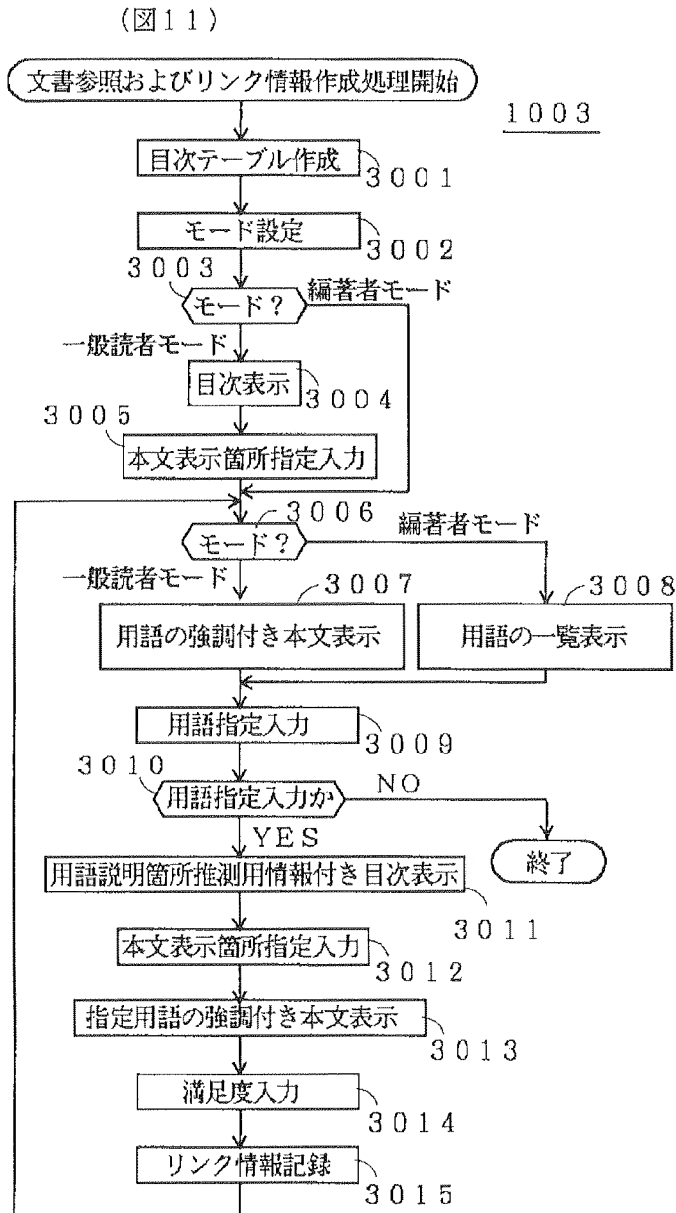 (図11)
文書参照およびリンク情報作成処理開始
1003
目次テーブル作成
3001
モード設定
3002
3003
モード？
編著者モード
一般読者モード
目次表示
3004
3005
本文表示箇所指定入力
3006
モード？
編著者モード
一般読者モード
3007
3008
用語の強調付き本文表示
用語の一覧表示
用語指定入力
3009
3010
用語指定入力か
NO
YES
終了
用語説明箇所推測用情報付き目次表示
3011
本文表示箇所指定入力
3012
指定用語の強調付き本文表示
3013
満足度入力
3014
リンク情報記録
3015